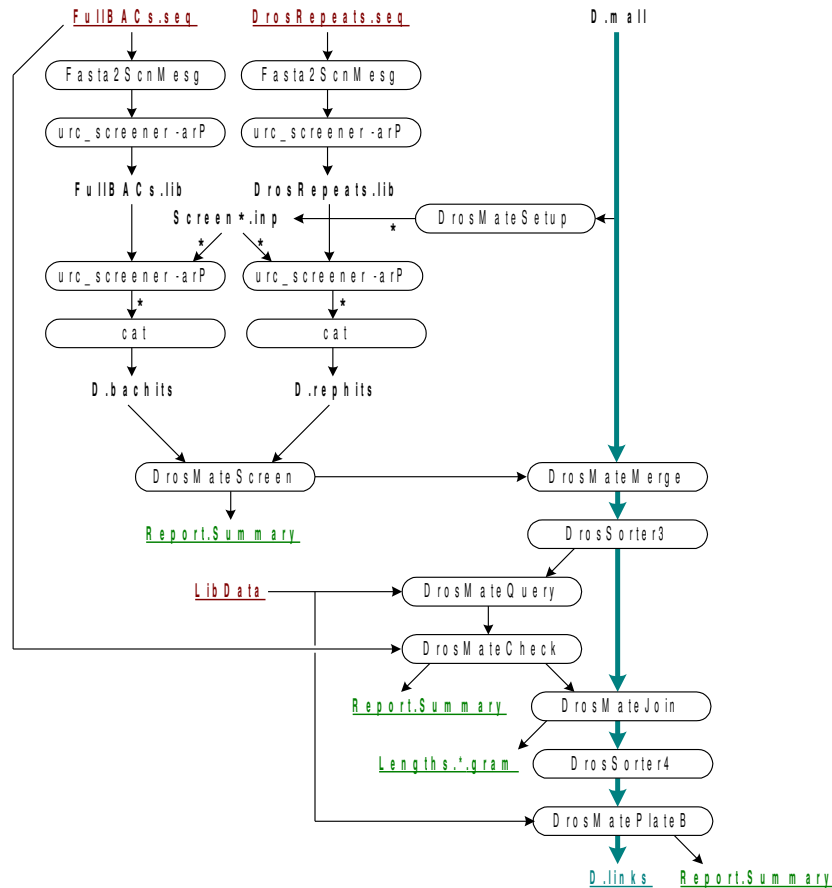 FullBACs.seq DrosRepeats.seq D.mall
Fasta2ScnMesg Fasta2ScnMesg
urc_screener-arP urc_screener-arP
FullBACs.lib DrosRepeats.lib
Screen*.inp * DrosMateSetup
* *
urc_screener-arP urc_screener-arP
* *
cat cat
D.bachits D.rephits
DrosMateScreen DrosMateMerge
Report.Summary DrosSorter3
LibData DrosMateQuery
DrosMateCheck
Report.Summary DrosMateJoin
Lengths.*.gram DrosSorter4
DrosMatePlateB
D.links Report.Summary